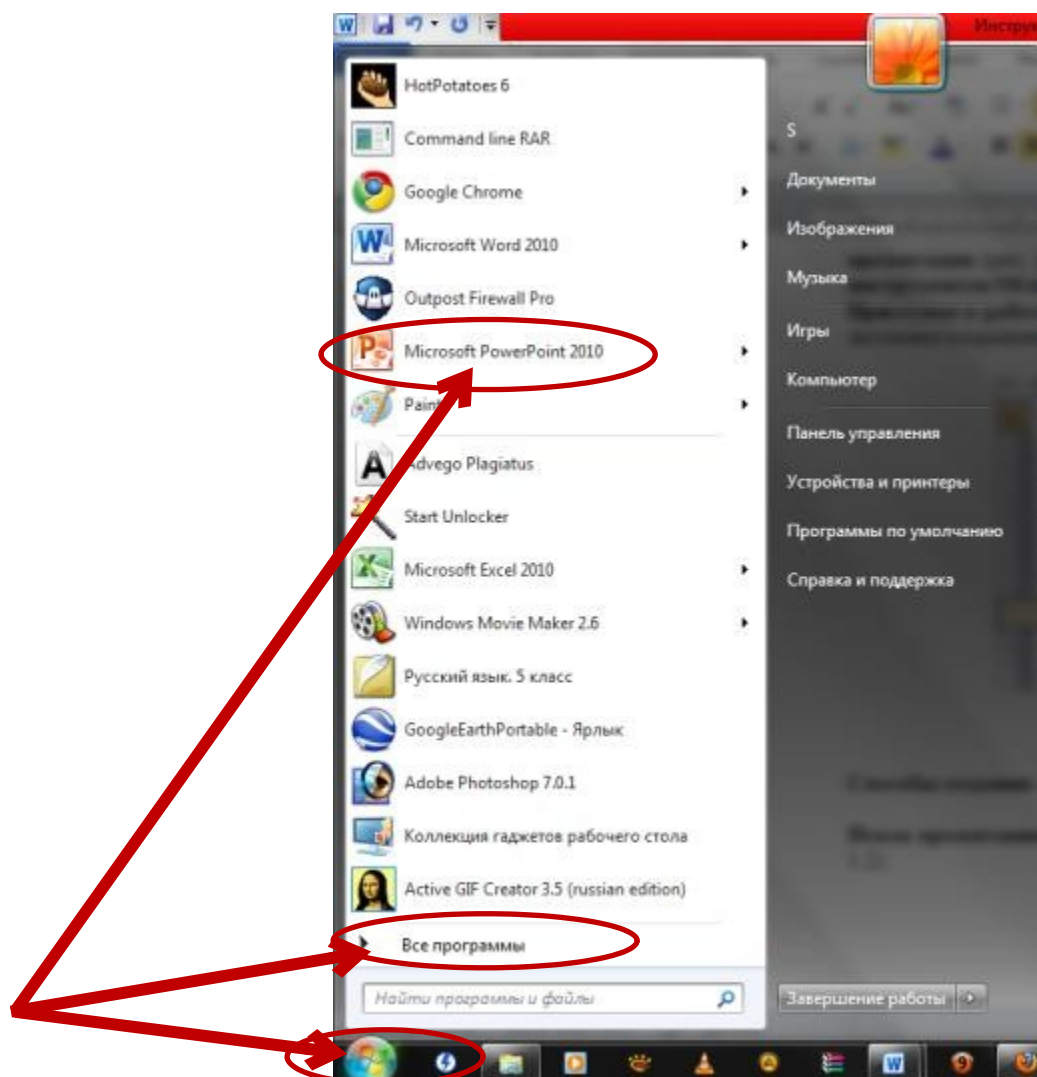 HotPotatoes 6
Command line RAR
Google Chrome
Microsoft Word 2010
Outpost Firewall Pro
Microsoft PowerPoint 2010
Paint
Advego Plagiatus
Start Unlocker
Microsoft Excel 2010
Windows Movie Maker 2.6
Русский язык. 5 класс
GoogleEarthPortable - Ярлык
Adobe Photoshop 7.0.1
Коллекция гаджетов рабочего стола
Active GIF Creator 3.5 (russian edition)
Все программы
Найти программы и файлы
S
Документы
Изображения
Музыка
Игры
Компьютер
Панель управления
Устройства и принтеры
Программы по умолчанию
Справка и поддержка
Завершение работы